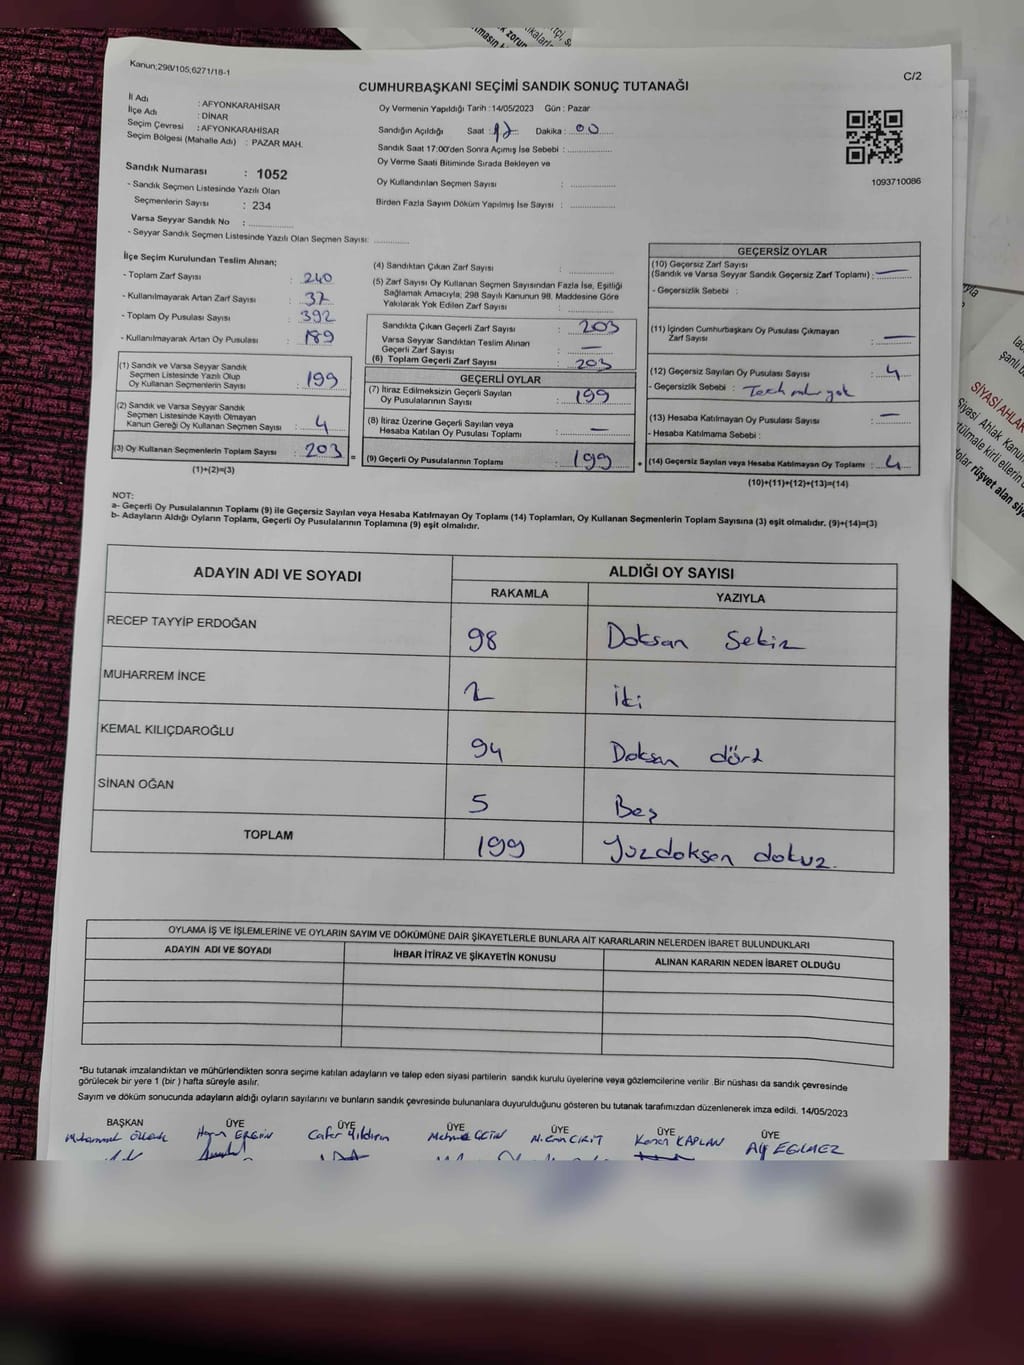 Kanun;298/105;6271/18-1
C/2
CUMHURBAŞKANI SEÇİMİ SANDIK SONUÇ TUTANAĞI
İl Adı : AFYONKARAHİSAR
İlçe Adı : DİNAR
Seçim Çevresi : AFYONKARAHİSAR
Seçim Bölgesi (Mahalle Adı) : PAZAR MAH.
Sandık Numarası : 1052
- Sandık Seçmen Listesinde Yazılı Olan
Seçmenlerin Sayısı : 234
Varsa Seyyar Sandık No :
- Seyyar Sandık Seçmen Listesinde Yazılı Olan Seçmen Sayısı:
Oy Vermenin Yapıldığı Tarih :14/05/2023 Gün : Pazar
Sandığın Açıldığı Saat : 17 Dakika : 00
Sandık Saat 17:00'den Sonra Açımış İse Sebebi :
Oy Verme Saati Bitiminde Sırada Bekleyen ve
Oy Kullandırılan Seçmen Sayısı :
Birden Fazla Sayım Döküm Yapılmış İse Sayısı :
1093710086
İlçe Seçim Kurulundan Teslim Alınan;
- Toplam Zarf Sayısı : 240
- Kullanılmayarak Artan Zarf Sayısı : 37
- Toplam Oy Pusulası Sayısı : 392
- Kullanılmayarak Artan Oy Pusulası : 189
(1) Sandık ve Varsa Seyyar Sandık
Seçmen Listesinde Yazılı Olup
Oy Kullanan Seçmenlerin Sayısı : 199
(2) Sandık ve Varsa Seyyar Sandık
Seçmen Listesinde Kayıtlı Olmayan
Kanun Gereği Oy Kullanan Seçmen Sayısı : 4
(3) Oy Kullanan Seçmenlerin Toplam Sayısı : 203
(1)+(2)=(3)
(4) Sandıktan Çıkan Zarf Sayısı :
(5) Zarf Sayısı Oy Kullanan Seçmen Sayısından Fazla İse, Eşitliği
Sağlamak Amacıyla; 298 Sayılı Kanunun 98. Maddesine Göre
Yakılarak Yok Edilen Zarf Sayısı :
Sandıkta Çıkan Geçerli Zarf Sayısı : 203
Varsa Seyyar Sandıktan Teslim Alınan
Geçerli Zarf Sayısı : —
(6) Toplam Geçerli Zarf Sayısı : 203
GEÇERLİ OYLAR
(7) İtiraz Edilmeksizin Geçerli Sayılan
Oy Pusulalarının Sayısı : 199
(8) İtiraz Üzerine Geçerli Sayılan veya
Hesaba Katılan Oy Pusulası Toplamı : —
(9) Geçerli Oy Pusulalarının Toplamı : 199
GEÇERSİZ OYLAR
(10) Geçersiz Zarf Sayısı
(Sandık ve Varsa Seyyar Sandık Geçersiz Zarf Toplamı) : —
- Geçersizlik Sebebi :
(11) İçinden Cumhurbaşkanı Oy Pusulası Çıkmayan
Zarf Sayısı : —
(12) Geçersiz Sayılan Oy Pusulası Sayısı : 4
- Geçersizlik Sebebi : yok
(13) Hesaba Katılmayan Oy Pusulası Sayısı : —
- Hesaba Katılmama Sebebi :
(14) Geçersiz Sayılan veya Hesaba Katılmayan Oy Toplamı : 4
(10)+(11)+(12)+(13)=(14)
NOT:
a- Geçerli Oy Pusulalarının Toplamı (9) ile Geçersiz Sayılan veya Hesaba Katılmayan Oy Toplamı (14) Toplamları, Oy Kullanan Seçmenlerin Toplam Sayısına (3) eşit olmalıdır. (9)+(14)=(3)
b- Adayların Aldığı Oyların Toplamı, Geçerli Oy Pusulalarının Toplamına (9) eşit olmalıdır.
ADAYIN ADI VE SOYADI ALDIĞI OY SAYISI
RAKAMLA YAZIYLA
RECEP TAYYİP ERDOĞAN 98 Doksan Sekiz
MUHARREM İNCE 2 İki
KEMAL KILIÇDAROĞLU 94 Doksan dört
SİNAN OĞAN 5 Beş
TOPLAM 199 Yüzdoksan dokuz.
OYLAMA İŞ VE İŞLEMLERİNE VE OYLARIN SAYIM VE DÖKÜMÜNE DAİR ŞİKAYETLERLE BUNLARA AİT KARARLARIN NELERDEN İBARET BULUNDUKLARI
ADAYIN ADI VE SOYADI İHBAR İTİRAZ VE ŞİKAYETİN KONUSU ALINAN KARARIN NEDEN İBARET OLDUĞU
*Bu tutanak imzalandıktan ve mühürlendikten sonra seçime katılan adayların ve talep eden siyasi partilerin sandık kurulu üyelerine veya gözlemcilerine verilir .Bir nüshası da sandık çevresinde
görülecek bir yere 1 (bir ) hafta süreyle asılır.
Sayım ve döküm sonucunda adayların aldığı oyların sayılarını ve bunların sandık çevresinde bulunanlara duyurulduğunu gösteren bu tutanak tarafımızdan düzenlenerek imza edildi. 14/05/2023
BAŞKAN ÜYE ÜYE ÜYE ÜYE ÜYE ÜYE
Muhammed ERGÜN Cafer Yıldırım Mehmet ÇETİN CIRIT Kenan KAPLAN EĞİLMEZ
SİYASİ AHLAK
Siyasi Ahlak Kanunu
rüşvet alan